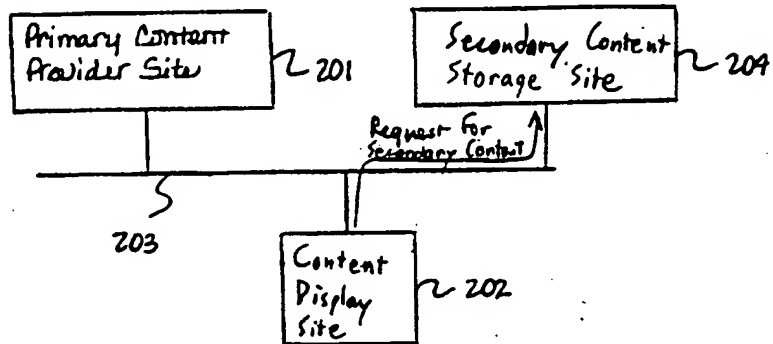 Primary Content
Provider Site
201
Secondary Content
Storage Site
204
Request For
Secondary Content
203
Content
Display
Site
202